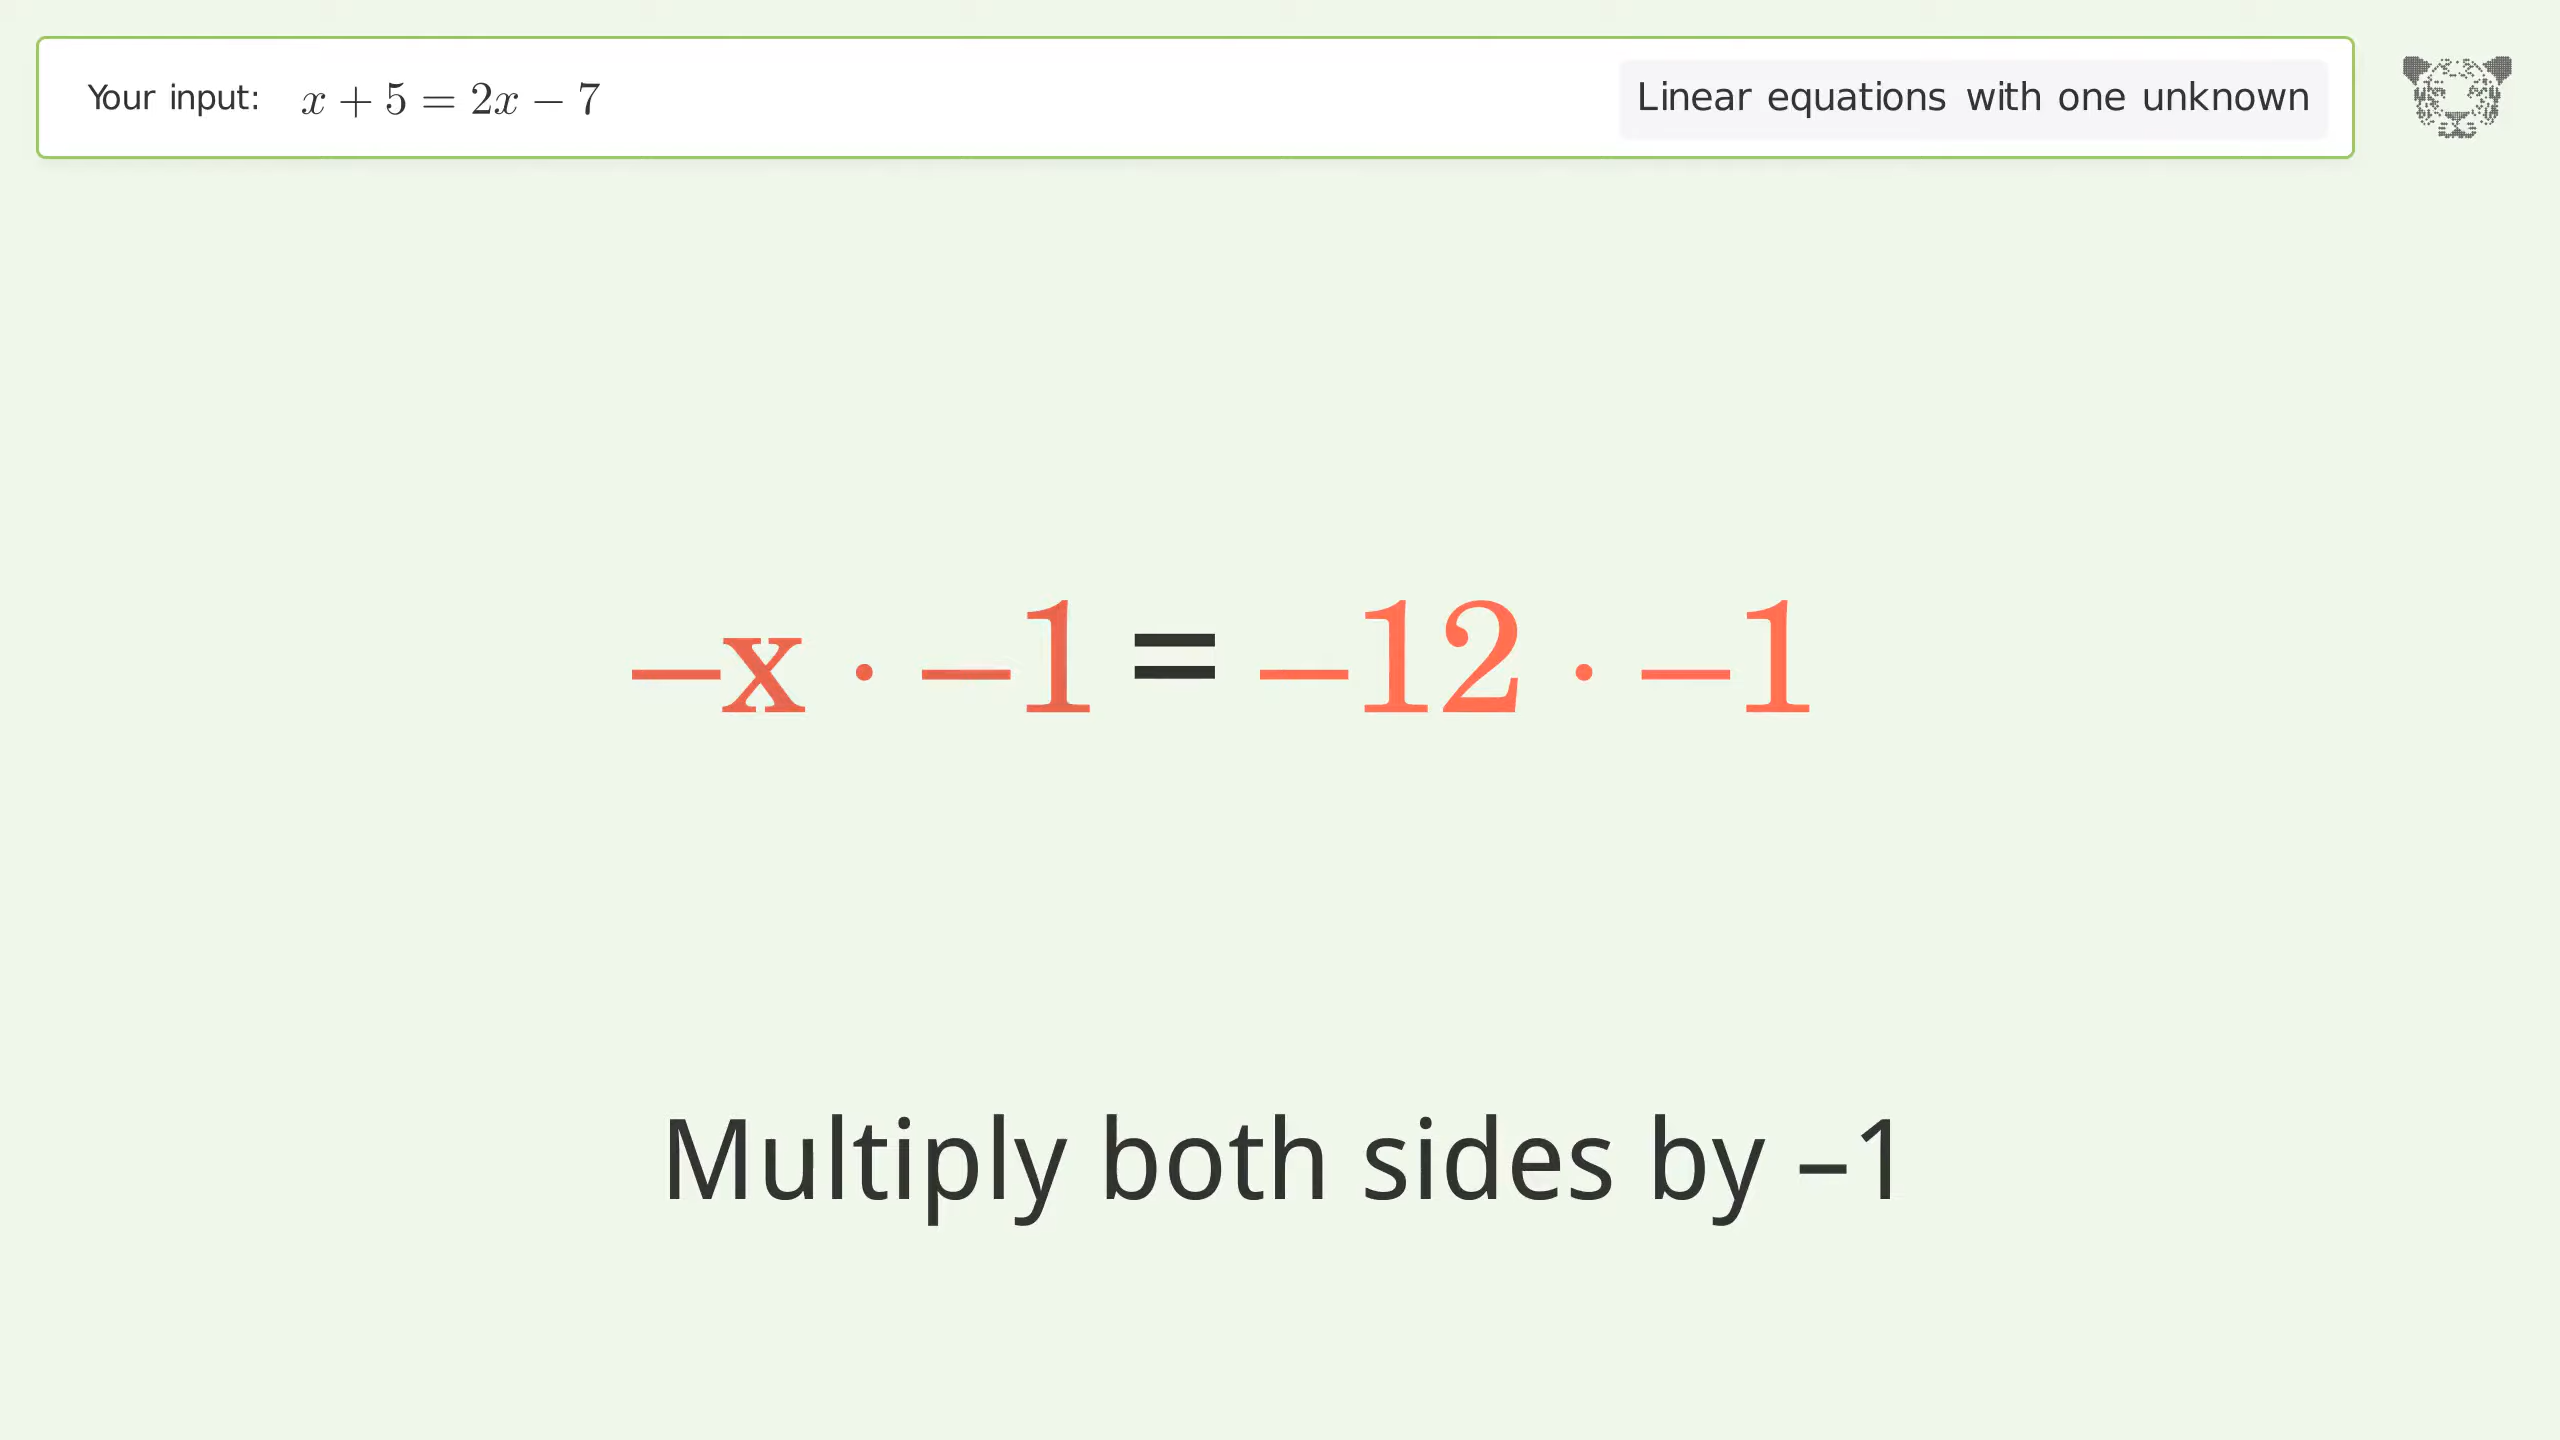 Your input: x + 5 = 2x − 7
Linear equations with one unknown
−x · −1 = −12 · −1
Multiply both sides by −1